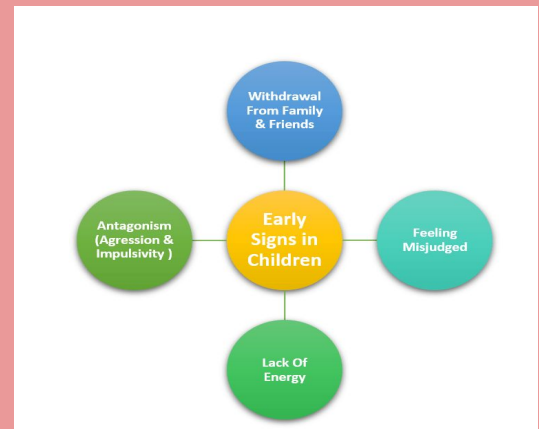 Withdrawal
From Family
& Friends
Antagonism
(Agression &
Impulsivity )
Early
Signs in
Children
Feeling
Misjudged
Lack Of
Energy